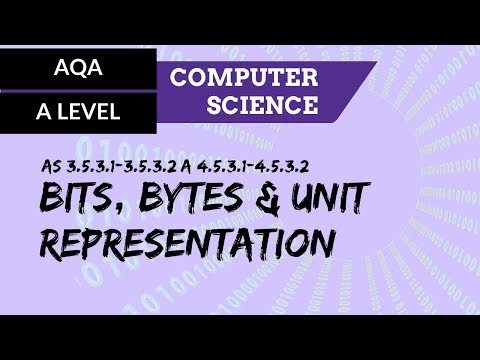 AQA
A LEVEL
COMPUTER
SCIENCE
AS 3.5.3.1-3.5.3.2 A 4.5.3.1-4.5.3.2
BITS, BYTES & UNIT
REPRESENTATION